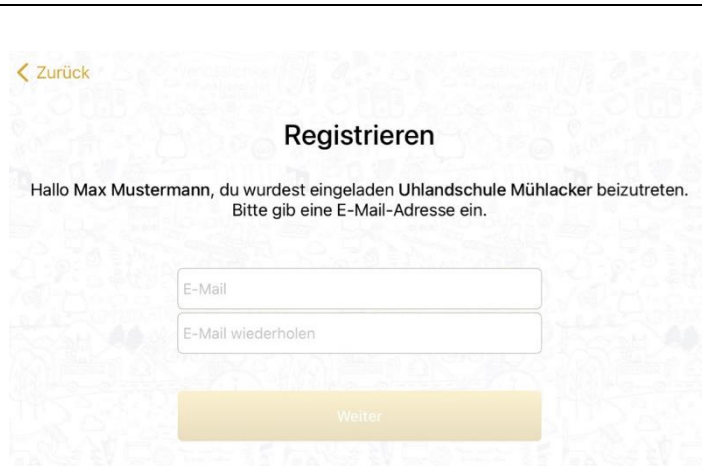 Zurück
Registrieren
Hallo Max Mustermann, du wurdest eingeladen Uhlandschule Mühlacker beizutreten.
Bitte gib eine E-Mail-Adresse ein.
E-Mail
E-Mail wiederholen
Weiter